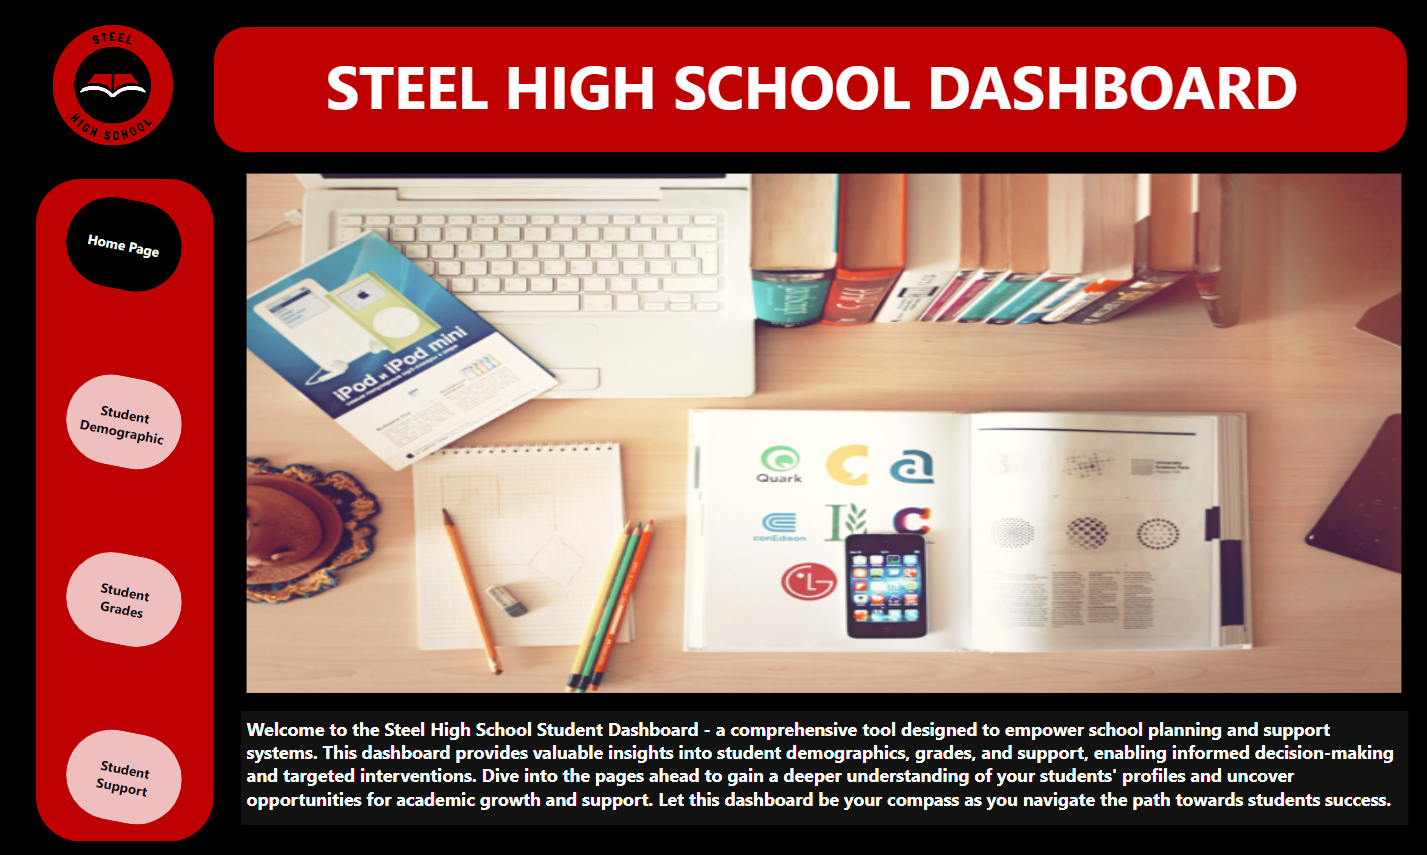 STEEL
HIGH SCHOOL
STEEL HIGH SCHOOL DASHBOARD
Home Page
Student
Demographic
Student
Grades
Student
Support
iPod и iPod mini
Quark
conEdison
LG
Welcome to the Steel High School Student Dashboard - a comprehensive tool designed to empower school planning and support
systems. This dashboard provides valuable insights into student demographics, grades, and support, enabling informed decision-making
and targeted interventions. Dive into the pages ahead to gain a deeper understanding of your students' profiles and uncover
opportunities for academic growth and support. Let this dashboard be your compass as you navigate the path towards students success.